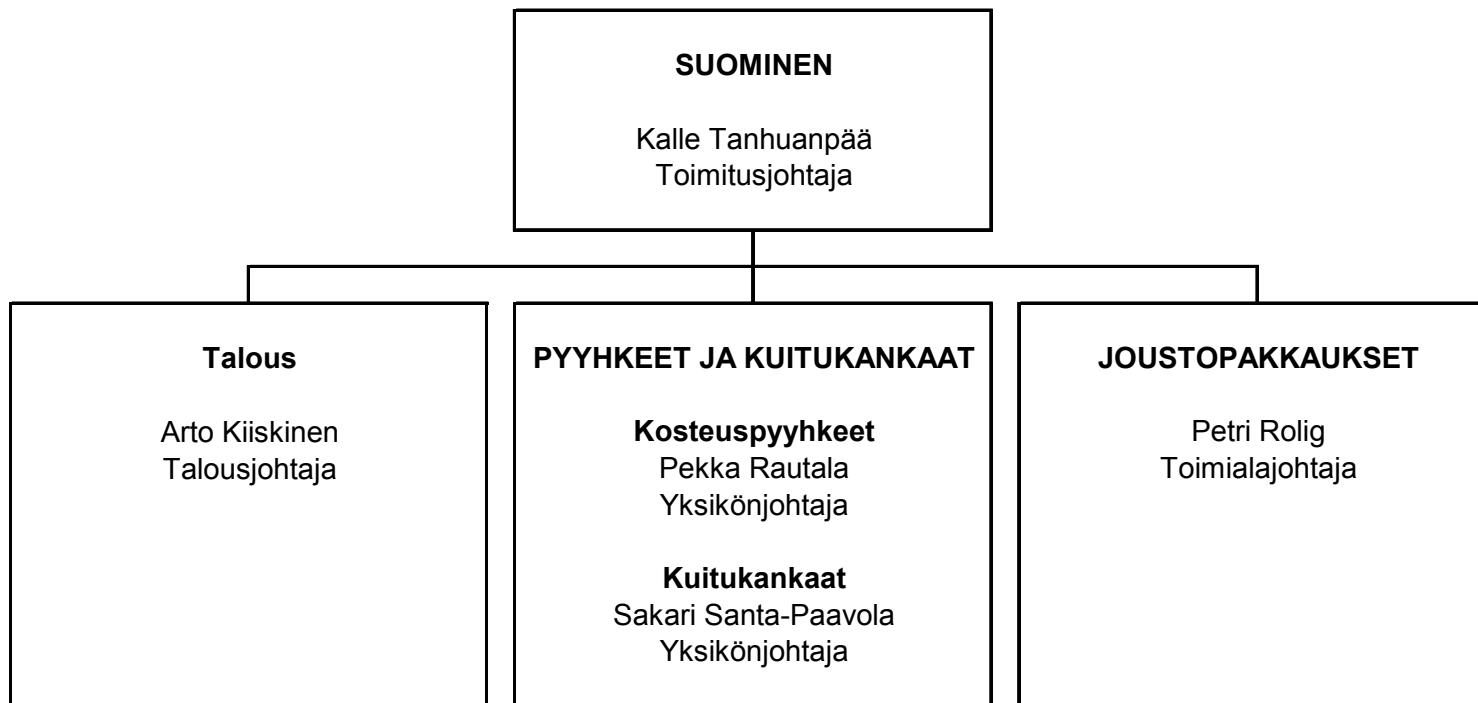 SUOMINEN
Kalle Tanhuanpää
Toimitusjohtaja
Talous
Arto Kiiskinen
Talousjohtaja
PYYHKEET JA KUITUKANKAAT
Kosteuspyyhkeet
Pekka Rautala
Yksikönjohtaja
Kuitukankaat
Sakari Santa-Paavola
Yksikönjohtaja
JOUSTOPAKKAUKSET
Petri Rolig
Toimialajohtaja